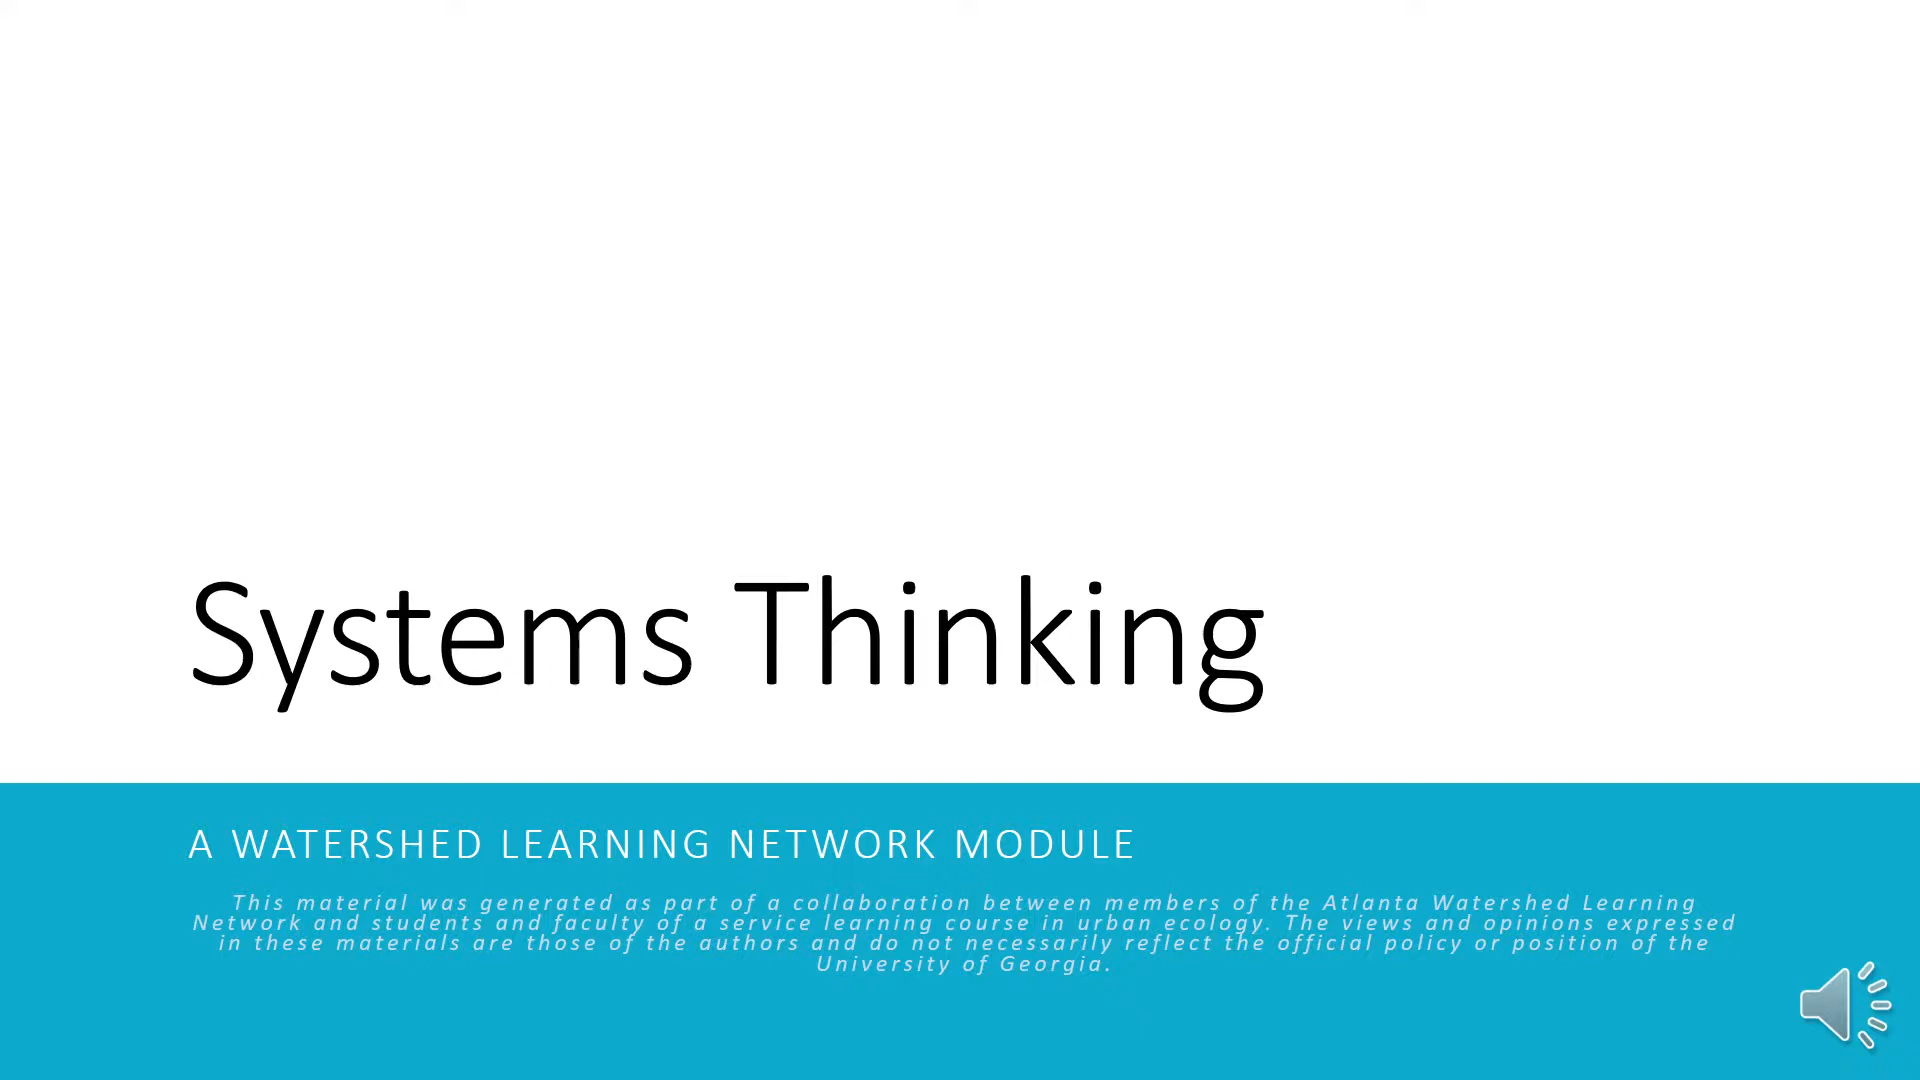 Systems Thinking
A WATERSHED LEARNING NETWORK MODULE
This material was generated as part of a collaboration between members of the Atlanta Watershed Learning
Network and students and faculty of a service learning course in urban ecology. The views and opinions expressed
in these materials are those of the authors and do not necessarily reflect the official policy or position of the
University of Georgia.